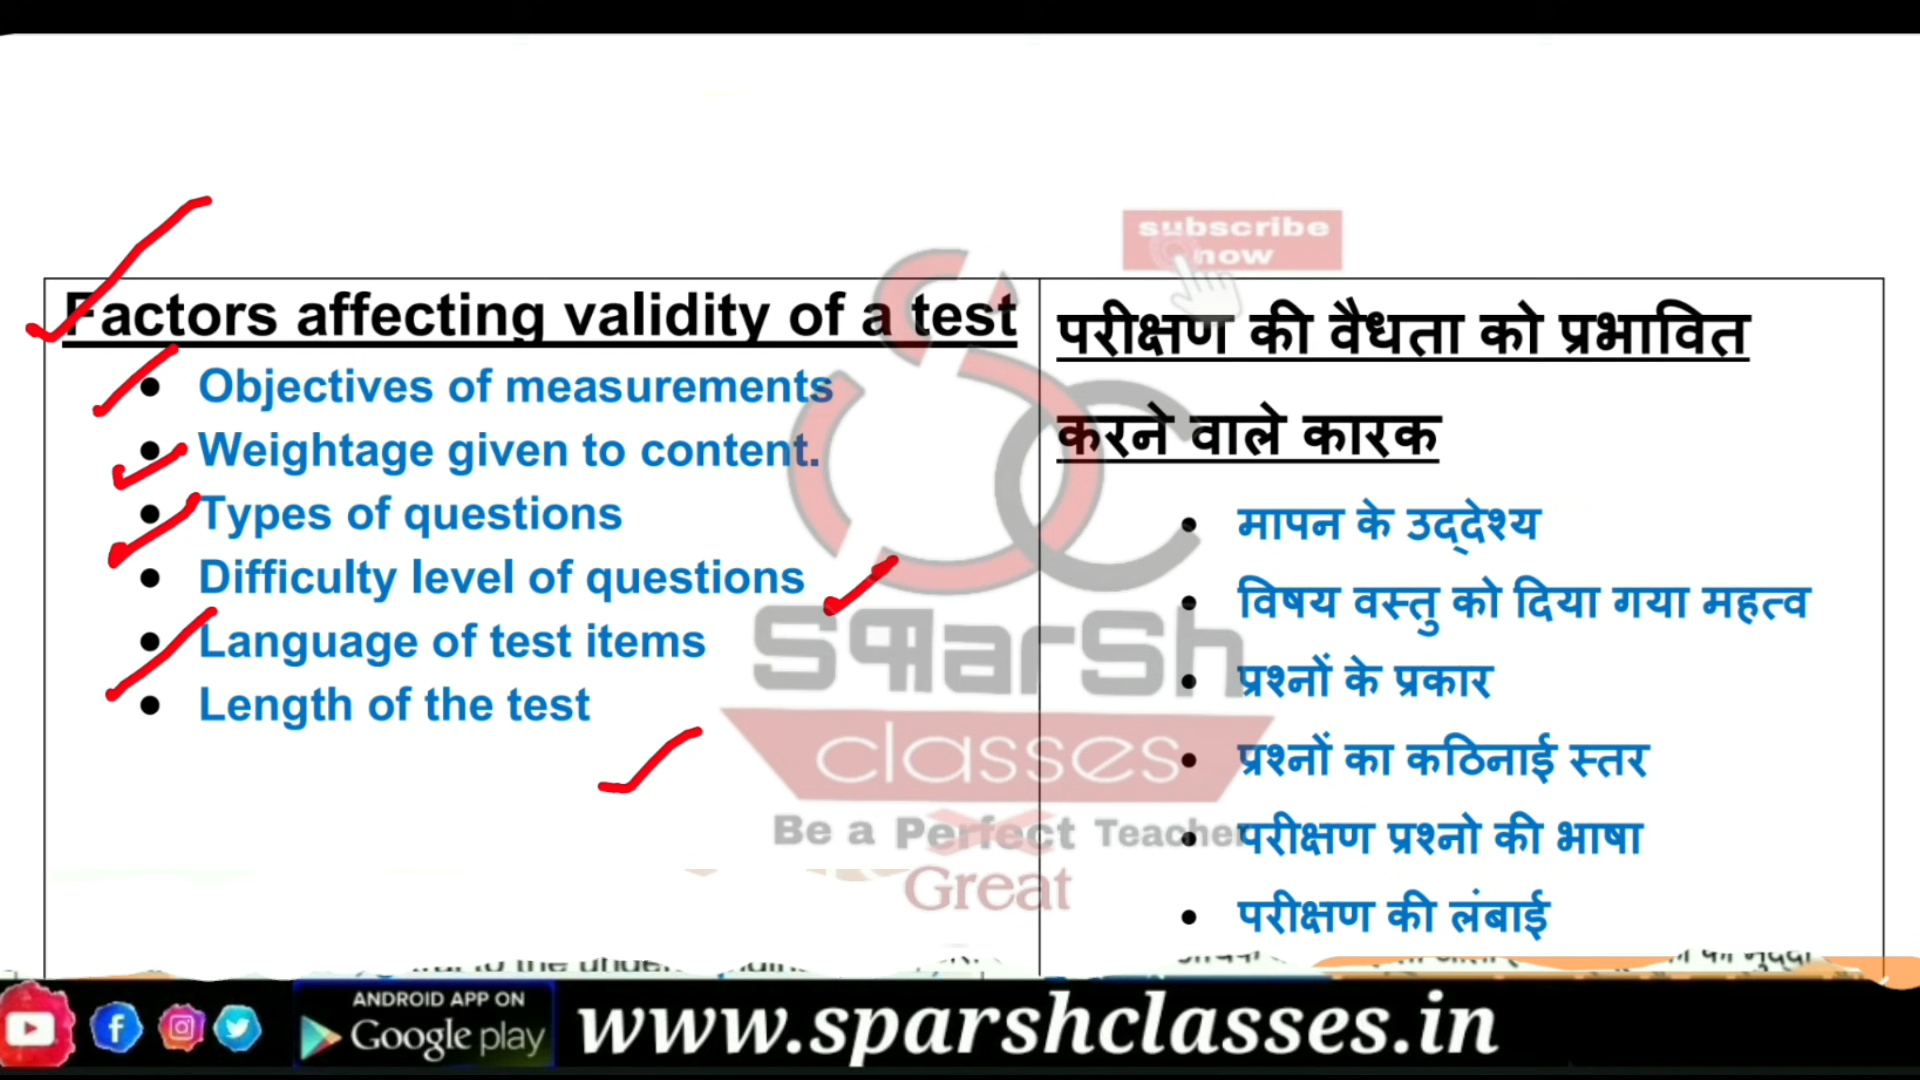 subscribe
now
Factors affecting validity of a test
• Objectives of measurements
• Weightage given to content.
• Types of questions
• Difficulty level of questions
• Language of test items
• Length of the test
परीक्षण की वैधता को प्रभावित
करने वाले कारक
• मापन के उद्देश्य
• विषय वस्तु को दिया गया महत्व
• प्रश्नों के प्रकार
• प्रश्नों का कठिनाई स्तर
• परीक्षण प्रश्नो की भाषा
• परीक्षण की लंबाई
sparsh
classes
Be a Perfect Teacher
Great
ANDROID APP ON
Google play
www.sparshclasses.in